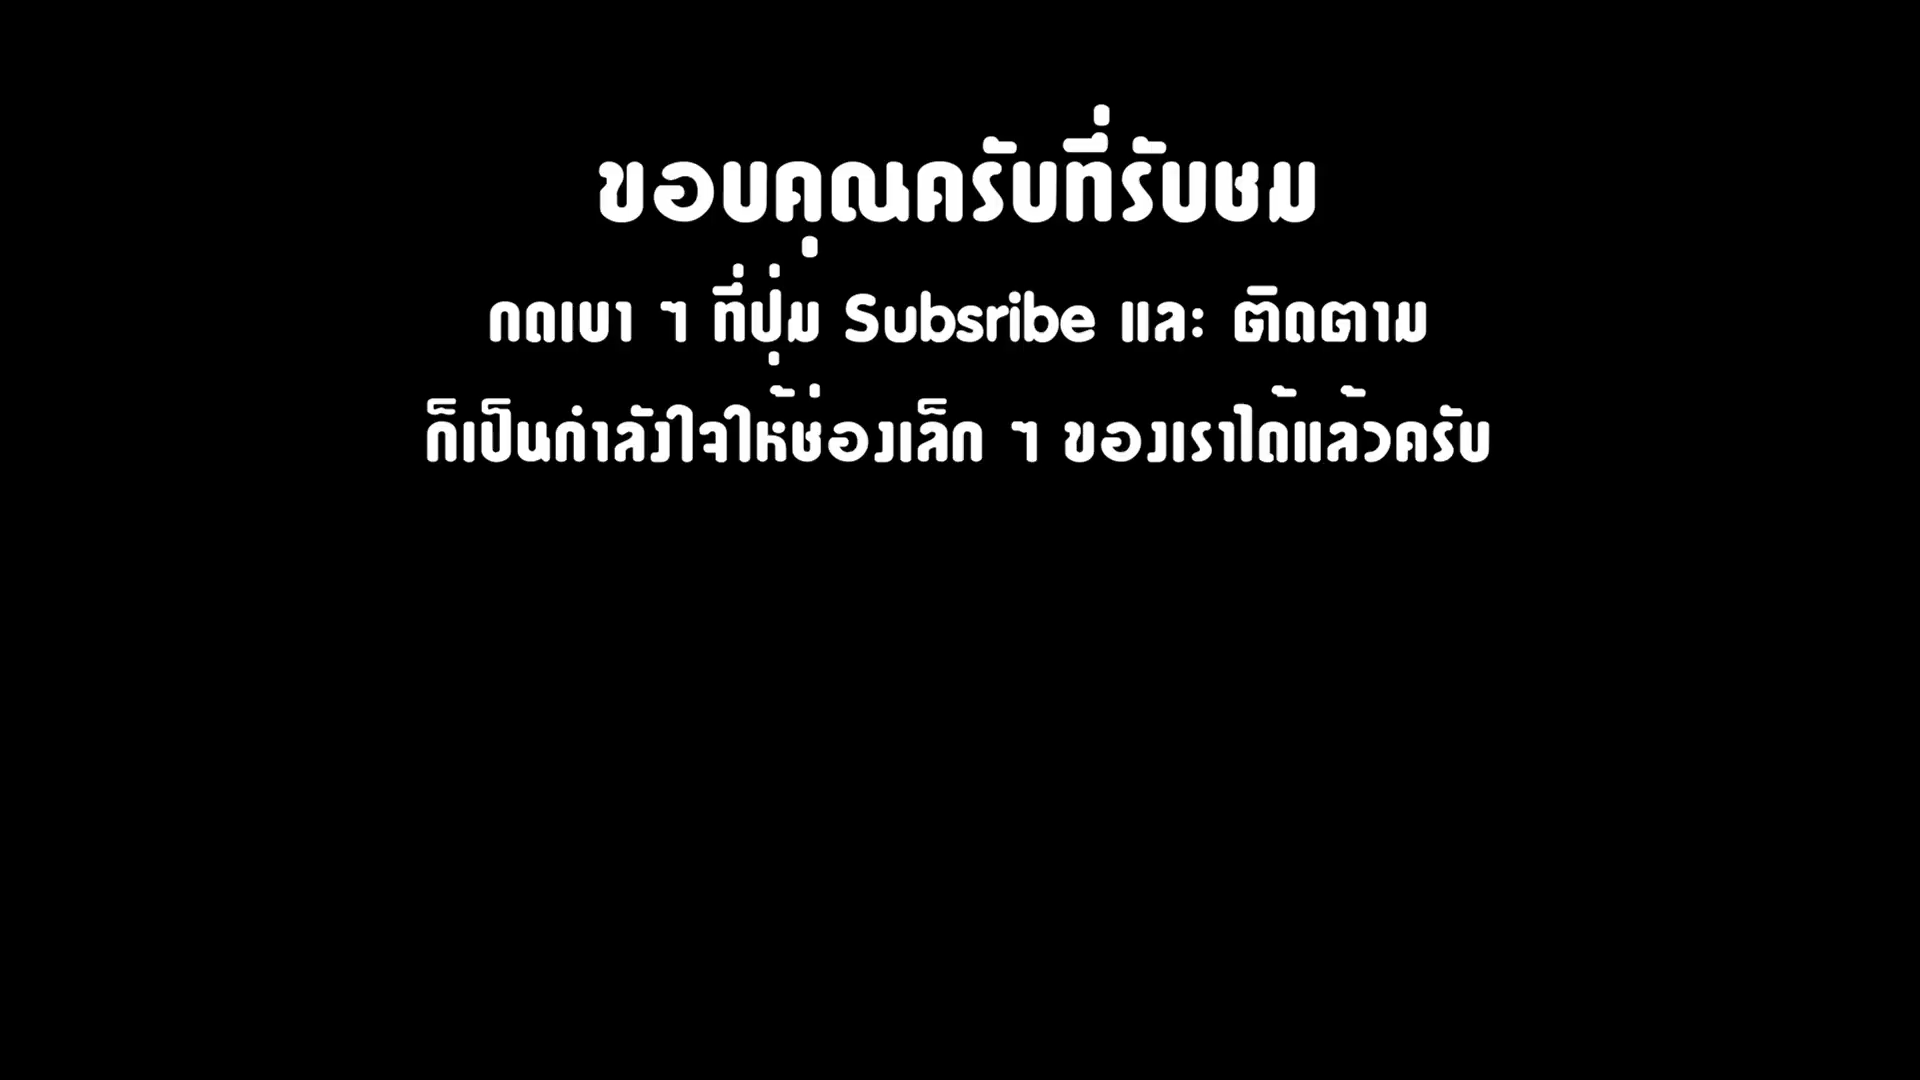 ขอบคุณครับที่รับชม
กดเบา ๆ ที่ปุ่ม Subsribe และ ติดตาม
ก็เป็นกำลังใจให้ช่องเล็ก ๆ ของเราได้แล้วครับ